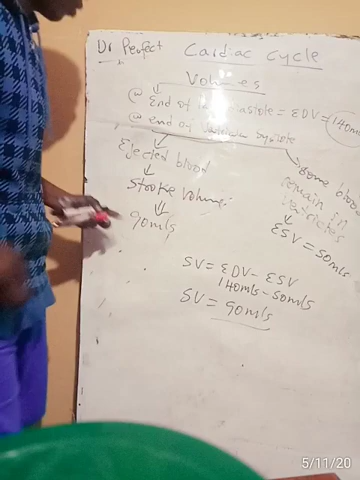 Dr Perfect
Cardiac cycle
Volumes
@ End of diastole = EDV = 140mls
@ end of ventricular systole
Ejected blood
↓
Stroke volume:
⇓
90mls
some blood
remain in
ventricles
↓
ESV = 50mls
SV = EDV - ESV
140mls - 50mls
SV = 90mls
5/11/20